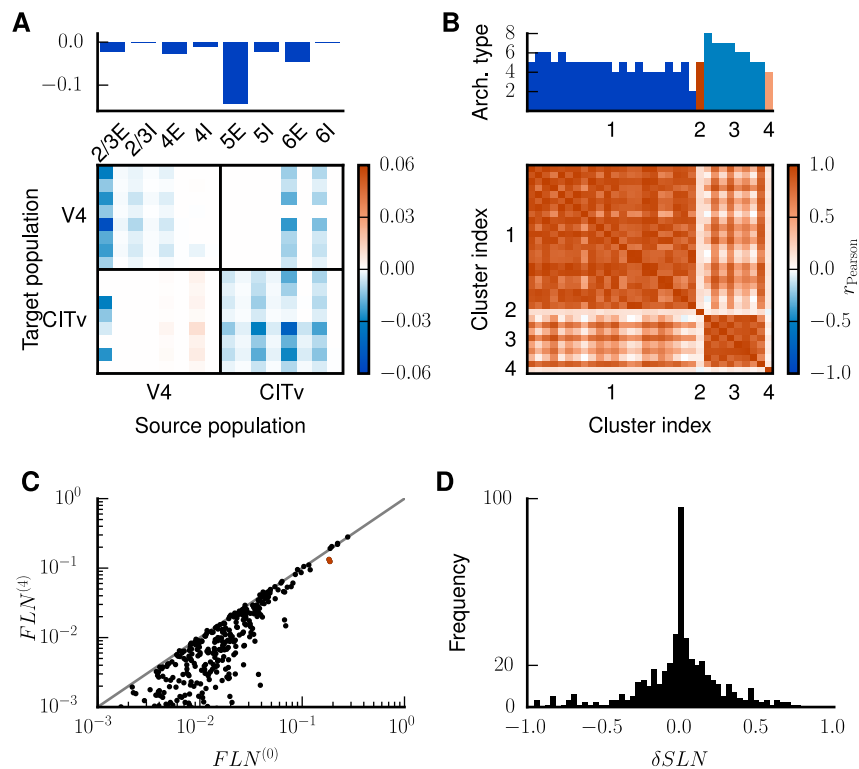 A
0.0
−0.1
2/3E 2/3I 4E 4I 5E 5I 6E 6I
Target population
V4
CITv
V4 CITv
Source population
0.06
0.03
0.00
−0.03
−0.06
B
Arch. type
8
6
4
2
1 2 3 4
Cluster index
1
2
3
4
1 2 3 4
Cluster index
1.0
0.5
0.0
−0.5
−1.0
rPearson
C
FLN(4)
10^0
10^−1
10^−2
10^−3
10^−3 10^−2 10^−1 10^0
FLN(0)
D
Frequency
100
20
0
−1.0 −0.5 0.0 0.5 1.0
δSLN